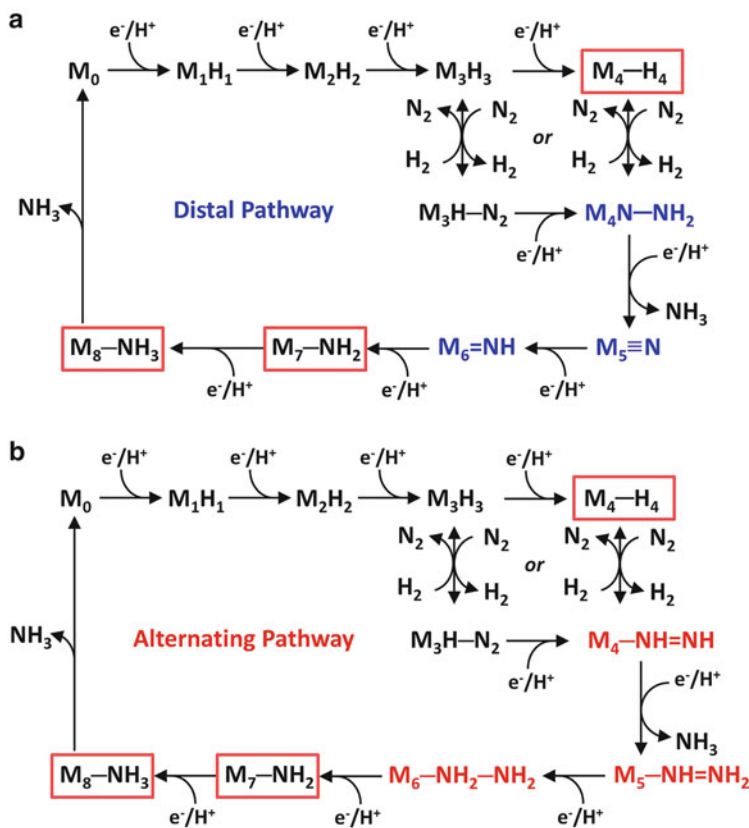 a
e⁻/H⁺ e⁻/H⁺ e⁻/H⁺ e⁻/H⁺
M₀ M₁H₁ M₂H₂ M₃H₃ M₄—H₄
N₂ N₂ or N₂ N₂
H₂ H₂ H₂ H₂
NH₃ Distal Pathway M₃H—N₂ M₄N—NH₂
e⁻/H⁺ e⁻/H⁺
NH₃
M₈—NH₃ M₇—NH₂ M₆=NH M₅≡N
e⁻/H⁺ e⁻/H⁺ e⁻/H⁺
b
e⁻/H⁺ e⁻/H⁺ e⁻/H⁺ e⁻/H⁺
M₀ M₁H₁ M₂H₂ M₃H₃ M₄—H₄
N₂ N₂ or N₂ N₂
H₂ H₂ H₂ H₂
NH₃ Alternating Pathway M₃H—N₂ M₄—NH=NH
e⁻/H⁺ e⁻/H⁺
NH₃
M₈—NH₃ M₇—NH₂ M₆—NH₂—NH₂ M₅—NH=NH₂
e⁻/H⁺ e⁻/H⁺ e⁻/H⁺